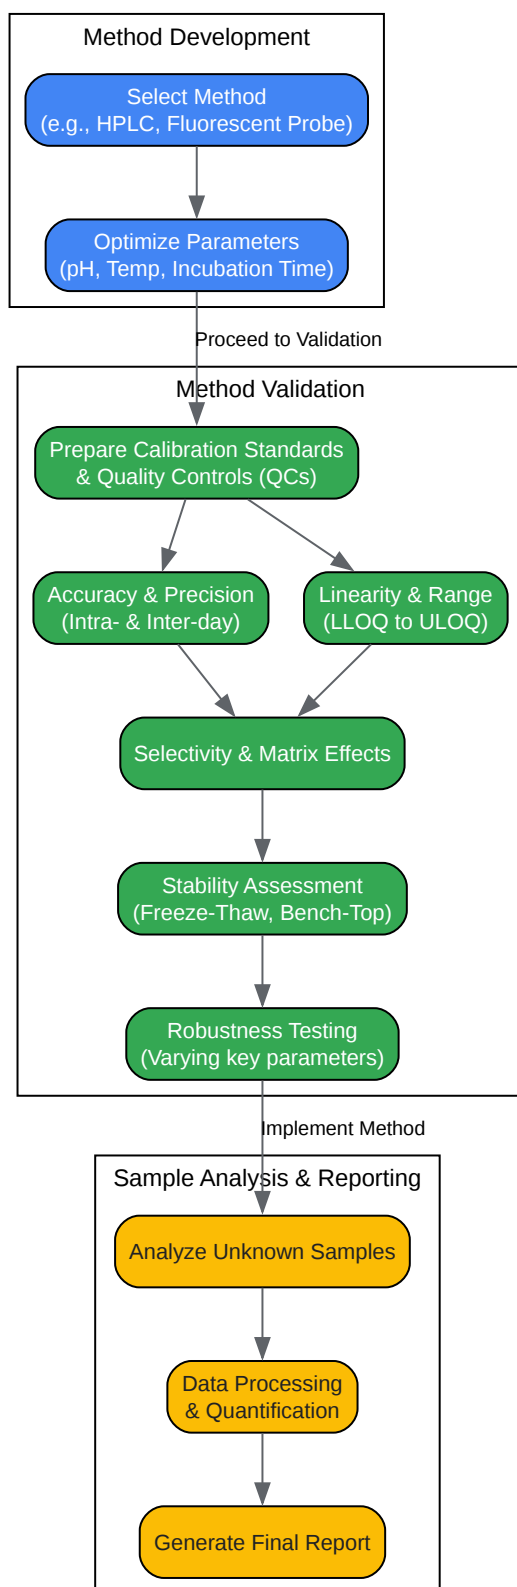 Method Development
Select Method
(e.g., HPLC, Fluorescent Probe)
Optimize Parameters
(pH, Temp, Incubation Time)
Proceed to Validation
Method Validation
Prepare Calibration Standards
& Quality Controls (QCs)
Accuracy & Precision
(Intra- & Inter-day)
Linearity & Range
(LLOQ to ULOQ)
Selectivity & Matrix Effects
Stability Assessment
(Freeze-Thaw, Bench-Top)
Robustness Testing
(Varying key parameters)
Implement Method
Sample Analysis & Reporting
Analyze Unknown Samples
Data Processing
& Quantification
Generate Final Report